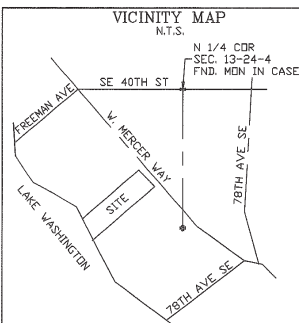 VICINITY MAP
N.T.S.
N 1/4 COR
SEC. 13-24-4
FND. MON IN CASE
SE 40TH ST
FREEMAN AVE
W. MERCER WAY
78TH AVE SE
SITE
LAKE WASHINGTON
78TH AVE SE